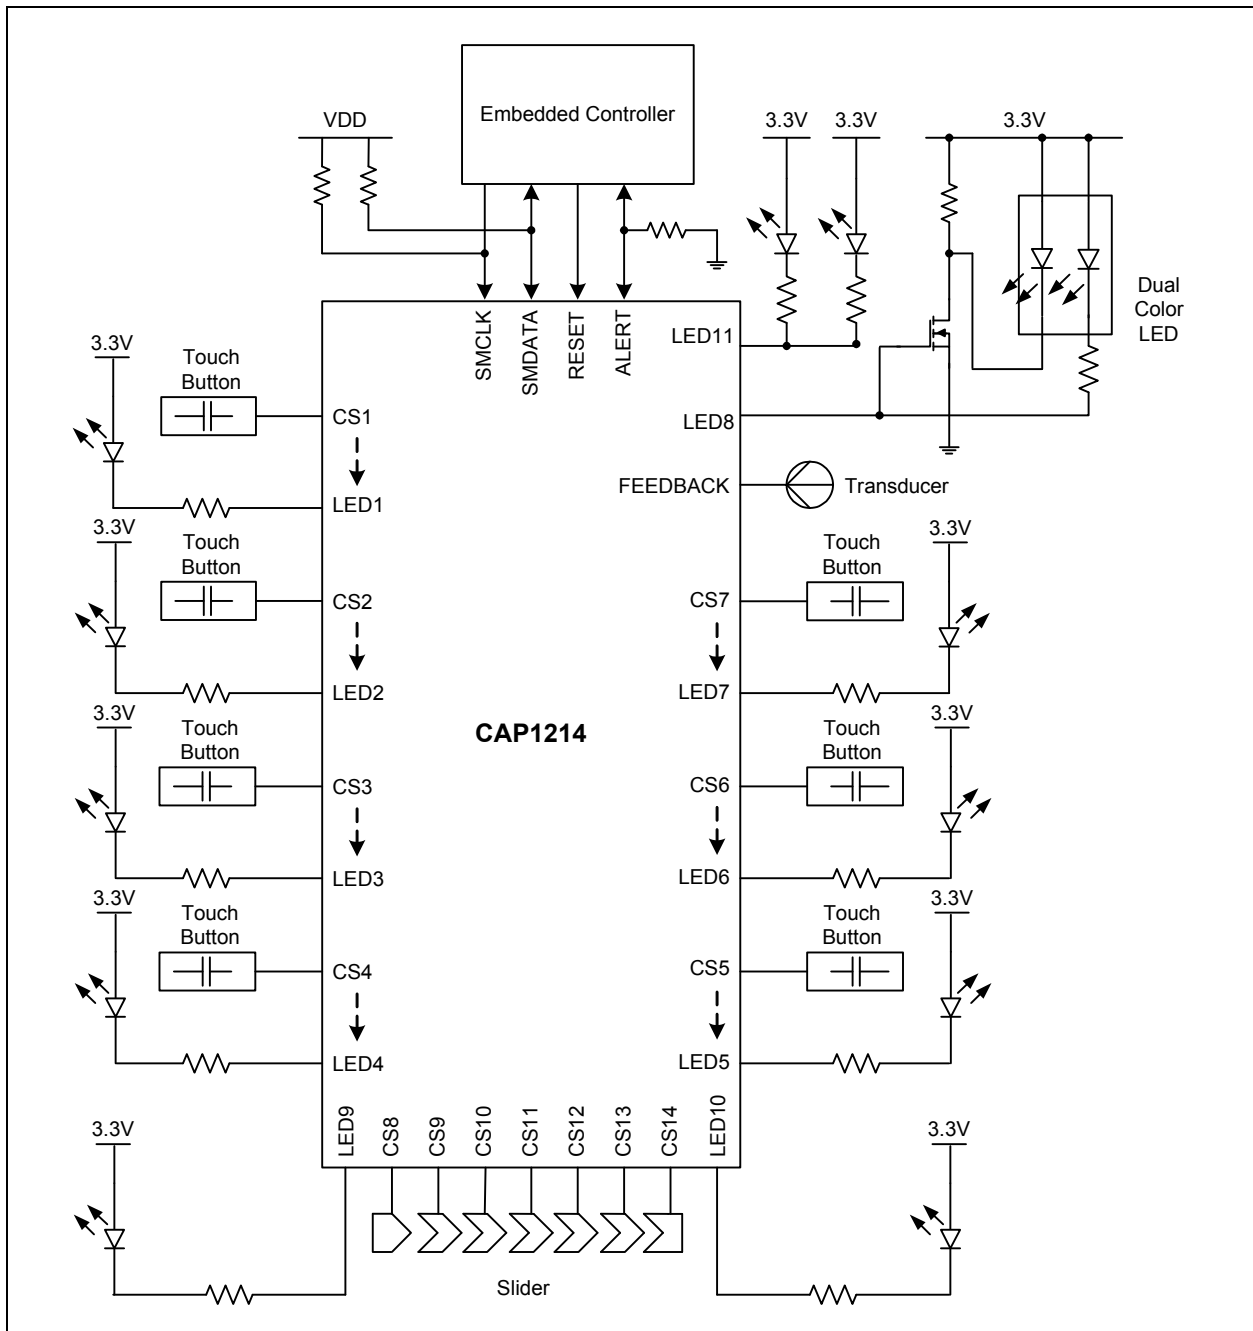 Embedded Controller
VDD
3.3V
3.3V
3.3V
Dual
Color
LED
SMCLK
SMDATA
RESET
ALERT
LED11
LED8
FEEDBACK
Transducer
3.3V
Touch
Button
CS1
LED1
3.3V
Touch
Button
CS2
LED2
3.3V
Touch
Button
CS3
LED3
3.3V
Touch
Button
CS4
LED4
CAP1214
CS7
Touch
Button
3.3V
LED7
CS6
Touch
Button
3.3V
LED6
CS5
Touch
Button
3.3V
LED5
LED9
CS8
CS9
CS10
CS11
CS12
CS13
CS14
LED10
3.3V
3.3V
Slider